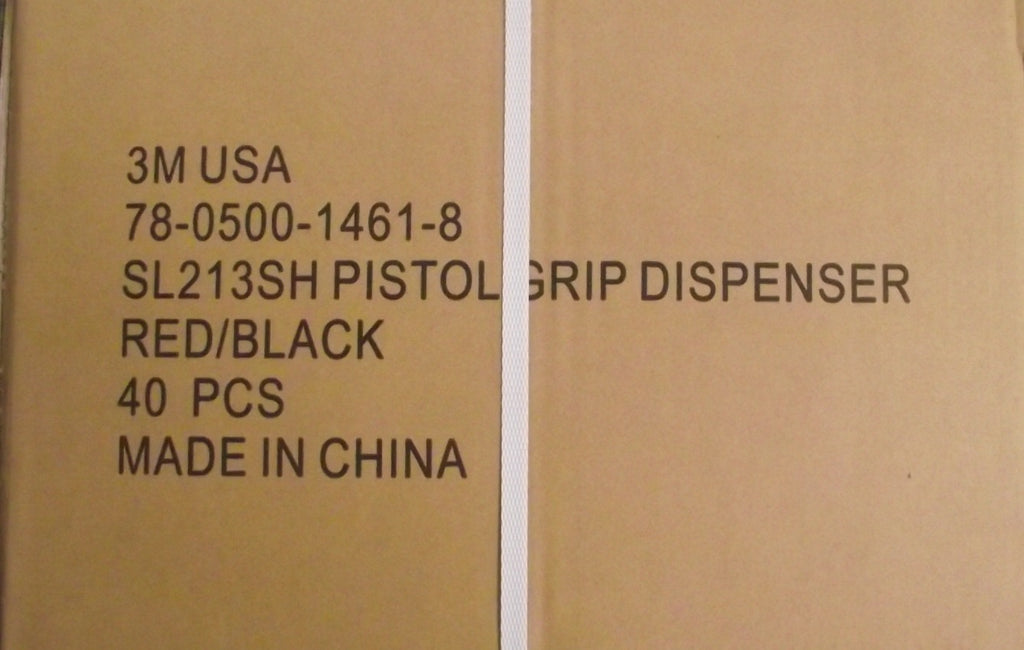 3M USA
78-0500-1461-8
SL213SH PISTOL GRIP DISPENSER
RED/BLACK
40 PCS
MADE IN CHINA